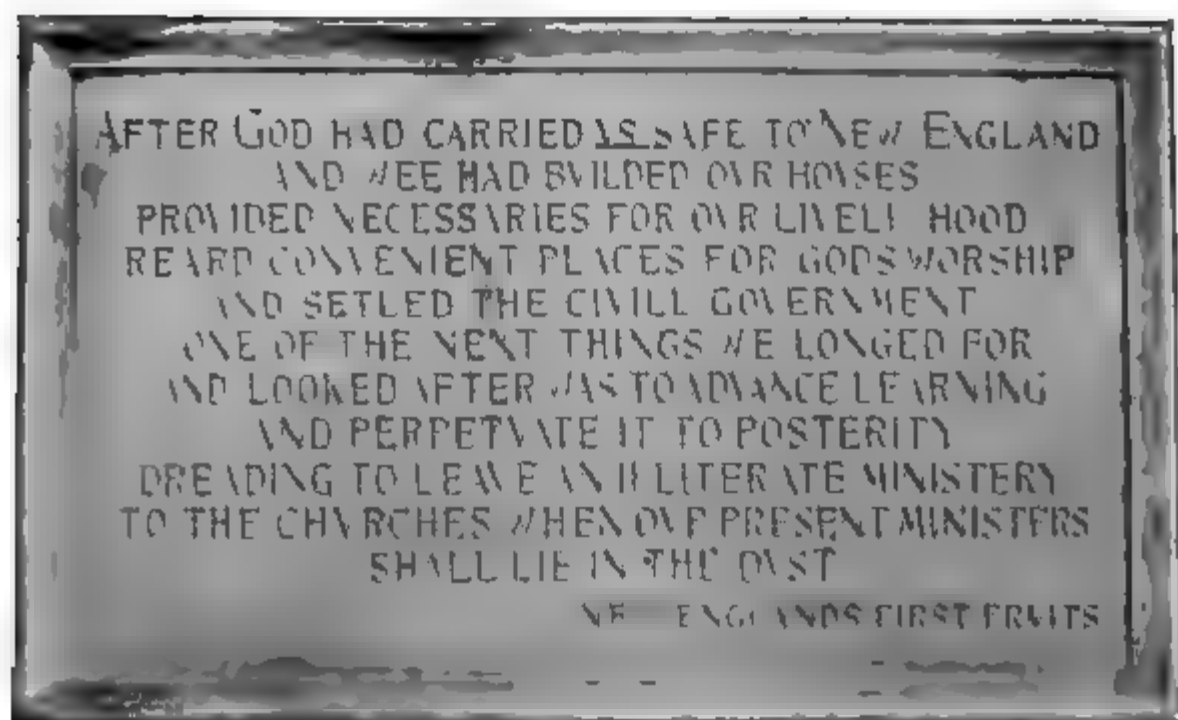 AFTER GOD HAD CARRIED VS SAFE TO NEW ENGLAND
AND WEE HAD BVILDED OVR HOVSES
PROVIDED NECESSARIES FOR OVR LIVELI HOOD
REARD CONVENIENT PLACES FOR GODS WORSHIP
AND SETLED THE CIVILL GOVERNMENT
ONE OF THE NEXT THINGS WE LONGED FOR
AND LOOKED AFTER WAS TO ADVANCE LEARNING
AND PERPETVATE IT TO POSTERITY
DREADING TO LEAVE AN ILLITERATE MINISTERY
TO THE CHVRCHES WHEN OVR PRESENT MINISTERS
SHALL LIE IN THE DVST
NEW ENGLANDS FIRST FRVITS